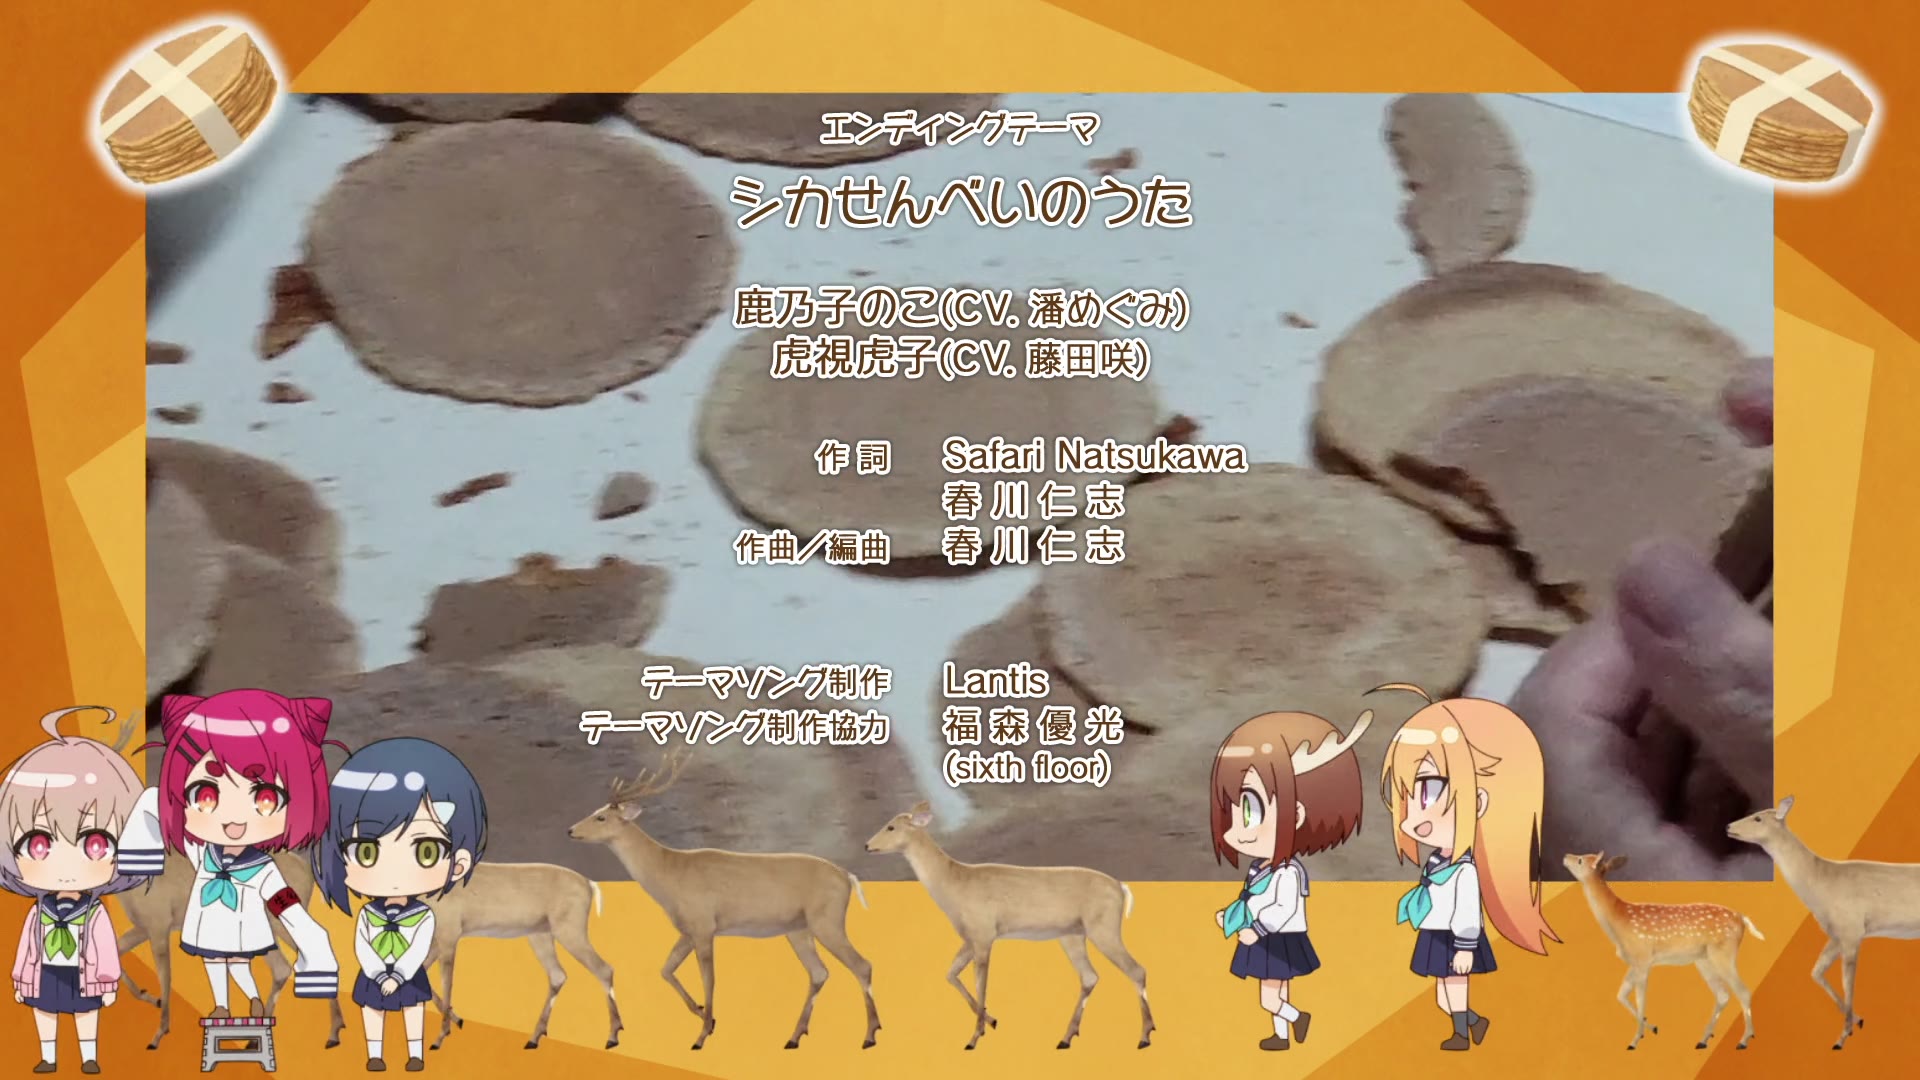 エンディングテーマ
シカせんべいのうた
鹿乃子のこ(CV. 潘めぐみ)
虎視虎子(CV. 藤田咲)
作詞 Safari Natsukawa
春川仁志
作曲／編曲 春川仁志
テーマソング制作 Lantis
テーマソング制作協力 福森優光
(sixth floor)